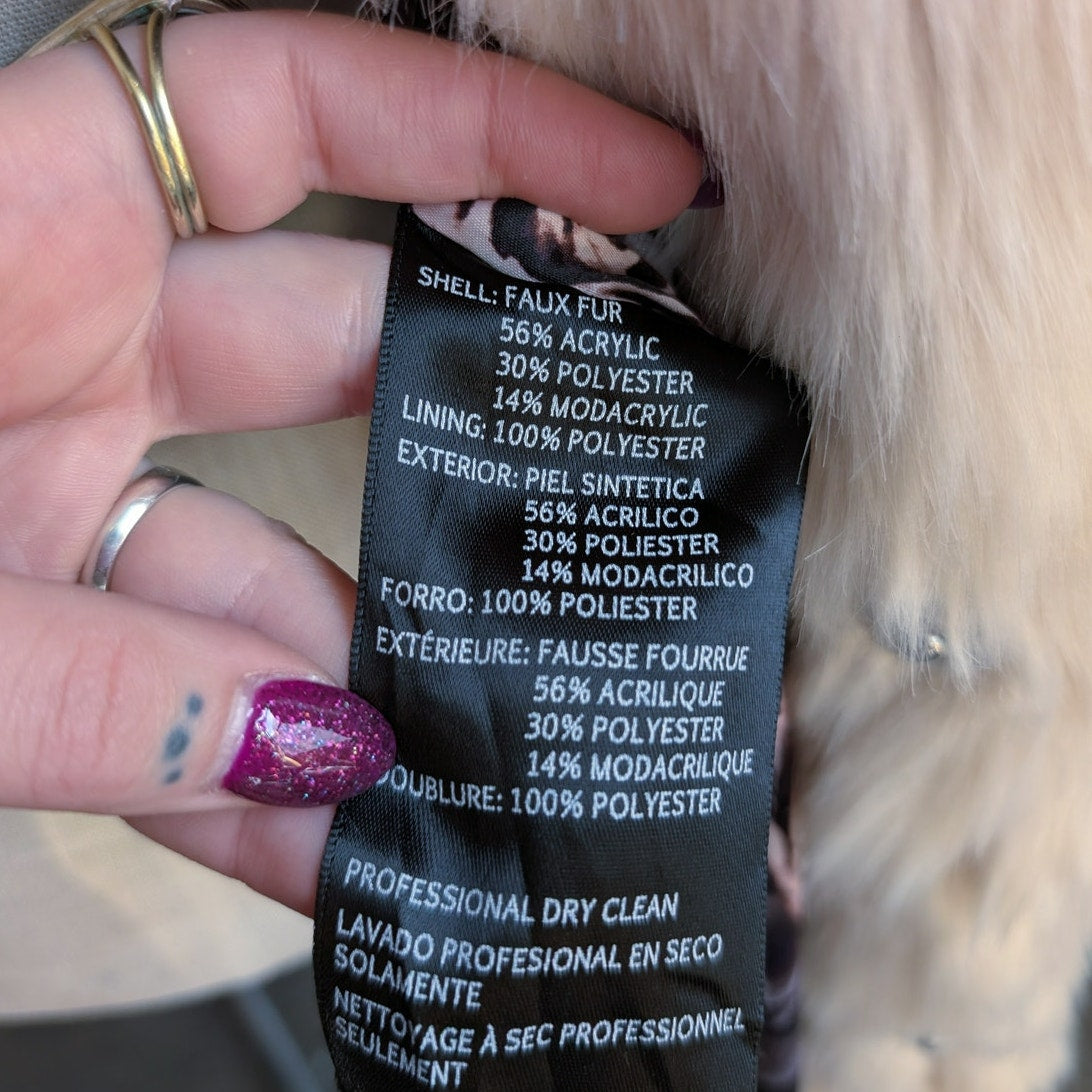 SHELL: FAUX FUR
56% ACRYLIC
30% POLYESTER
14% MODACRYLIC
LINING: 100% POLYESTER
EXTERIOR: PIEL SINTETICA
56% ACRILICO
30% POLIESTER
14% MODACRILICO
FORRO: 100% POLIESTER
EXTÉRIEURE: FAUSSE FOURRUE
56% ACRILIQUE
30% POLYESTER
14% MODACRILIQUE
DOUBLURE: 100% POLYESTER
PROFESSIONAL DRY CLEAN
LAVADO PROFESIONAL EN SECO
SOLAMENTE
NETTOYAGE À SEC PROFESSIONNEL
SEULEMENT